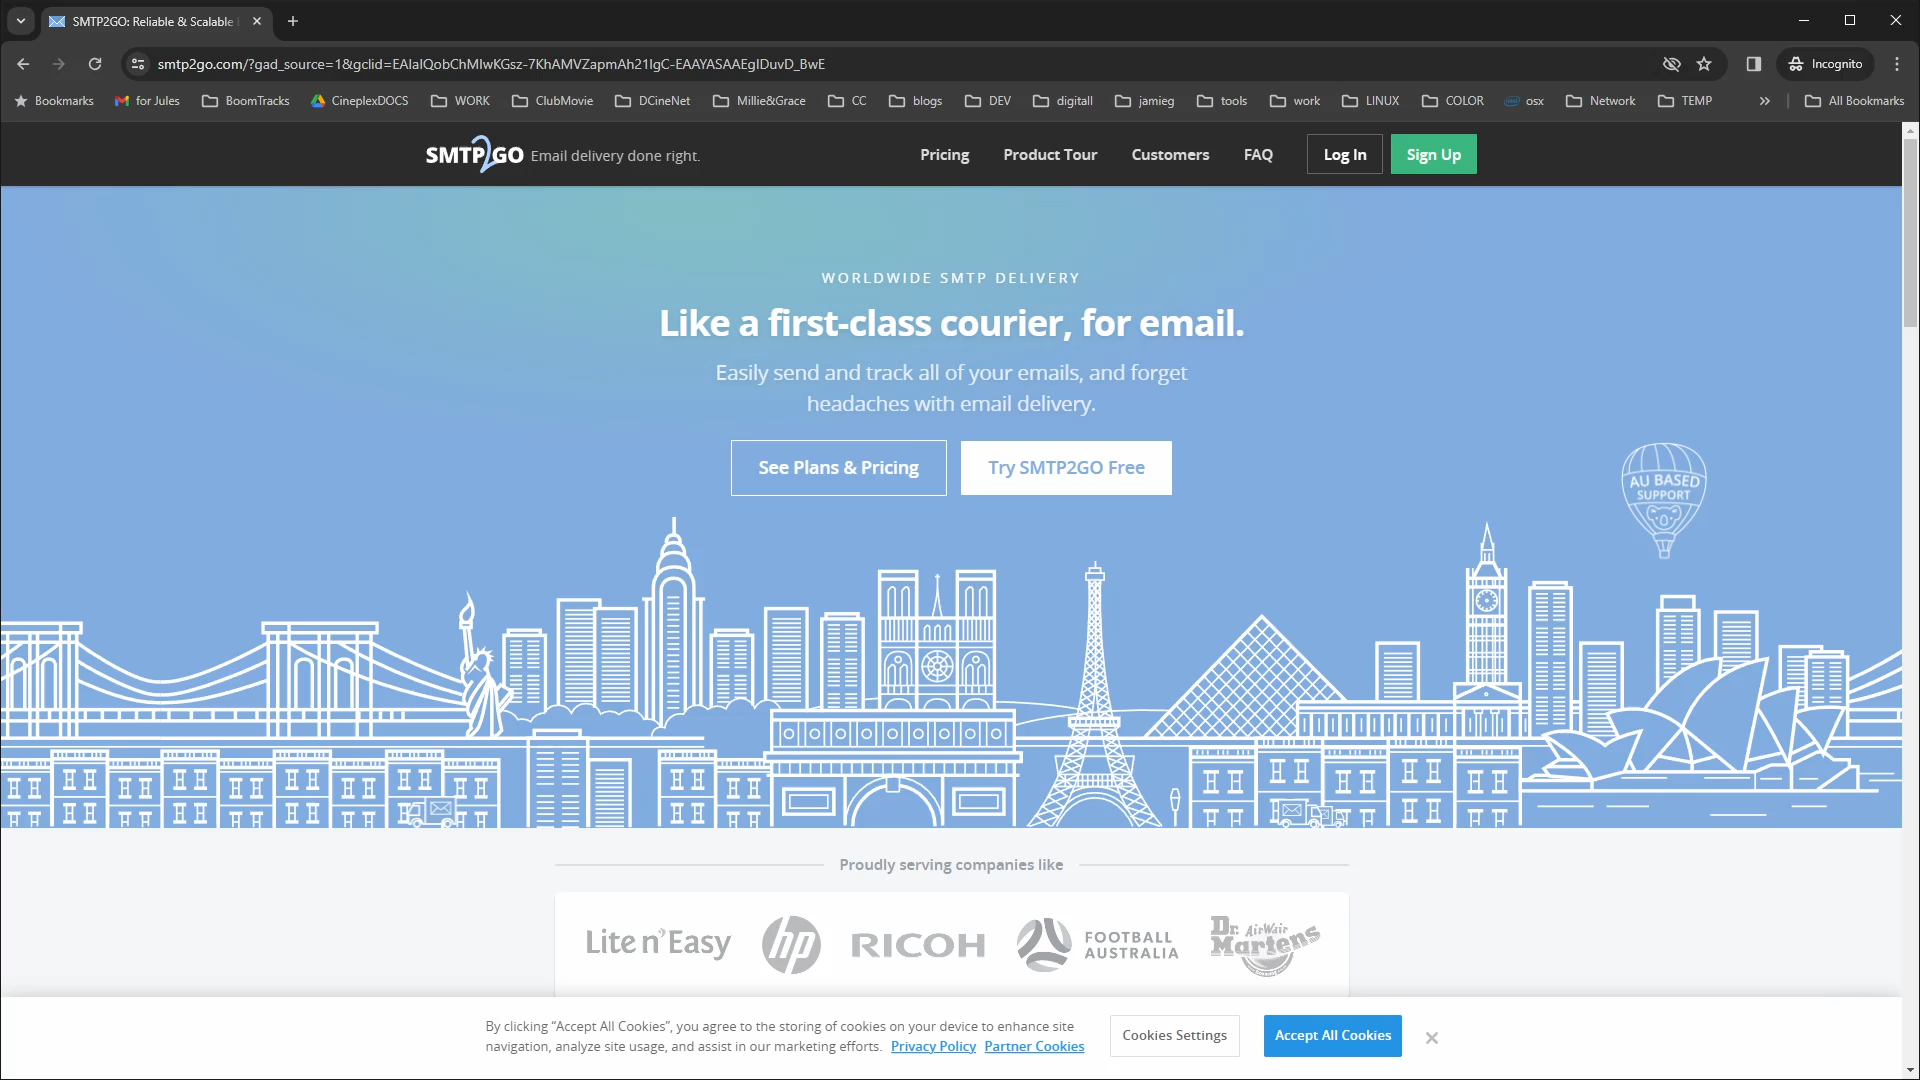 SMTP2GO: Reliable & Scalable
smtp2go.com/?gad_source=1&gclid=EAIaIQobChMIwKGsz-7KhAMVZapmAh21IgC-EAAYASAAEgIDuvD_BwE
Incognito
Bookmarks for Jules BoomTracks CineplexDOCS WORK ClubMovie DCineNet Millie&Grace CC blogs DEV digitall jamieg tools work LINUX COLOR osx Network TEMP » All Bookmarks
SMTP2GO Email delivery done right.
Pricing Product Tour Customers FAQ Log In Sign Up
WORLDWIDE SMTP DELIVERY
Like a first-class courier, for email.
Easily send and track all of your emails, and forget
headaches with email delivery.
See Plans & Pricing Try SMTP2GO Free
AU BASED
SUPPORT
Proudly serving companies like
Lite n' Easy hp RICOH FOOTBALL AUSTRALIA Dr. Martens AirWair
By clicking “Accept All Cookies”, you agree to the storing of cookies on your device to enhance site
navigation, analyze site usage, and assist in our marketing efforts. Privacy Policy Partner Cookies
Cookies Settings Accept All Cookies